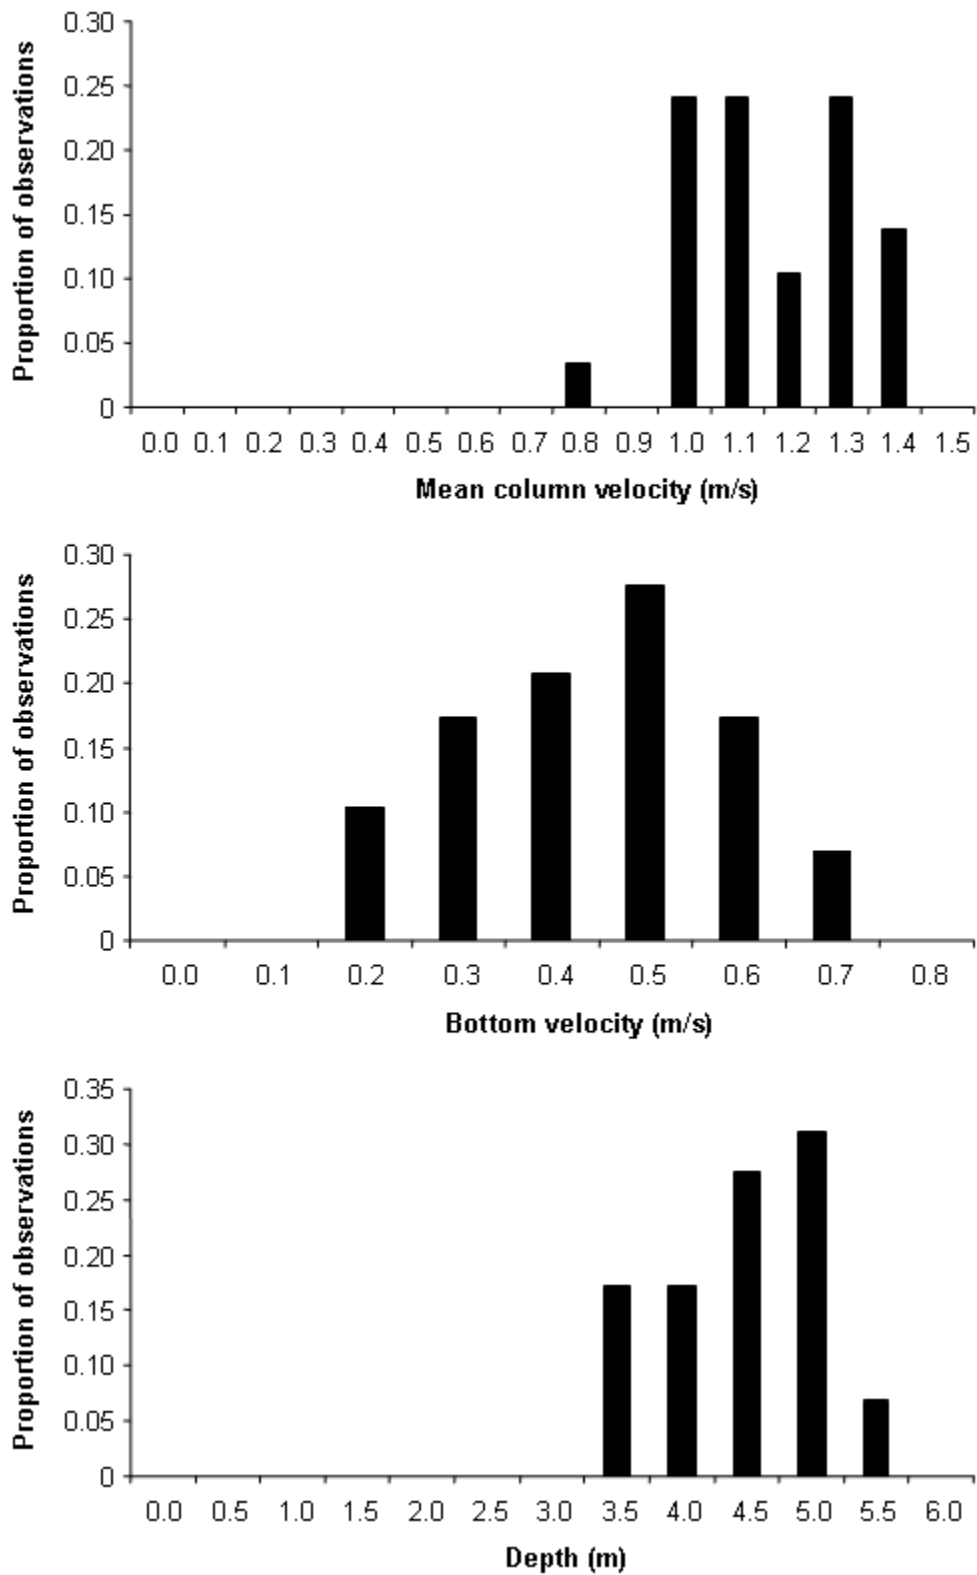 Proportion of observations
0.30
0.25
0.20
0.15
0.10
0.05
0
0.0 0.1 0.2 0.3 0.4 0.5 0.6 0.7 0.8 0.9 1.0 1.1 1.2 1.3 1.4 1.5
Mean column velocity (m/s)
Proportion of observations
0.30
0.25
0.20
0.15
0.10
0.05
0
0.0 0.1 0.2 0.3 0.4 0.5 0.6 0.7 0.8
Bottom velocity (m/s)
Proportion of observations
0.35
0.30
0.25
0.20
0.15
0.10
0.05
0
0.0 0.5 1.0 1.5 2.0 2.5 3.0 3.5 4.0 4.5 5.0 5.5 6.0
Depth (m)